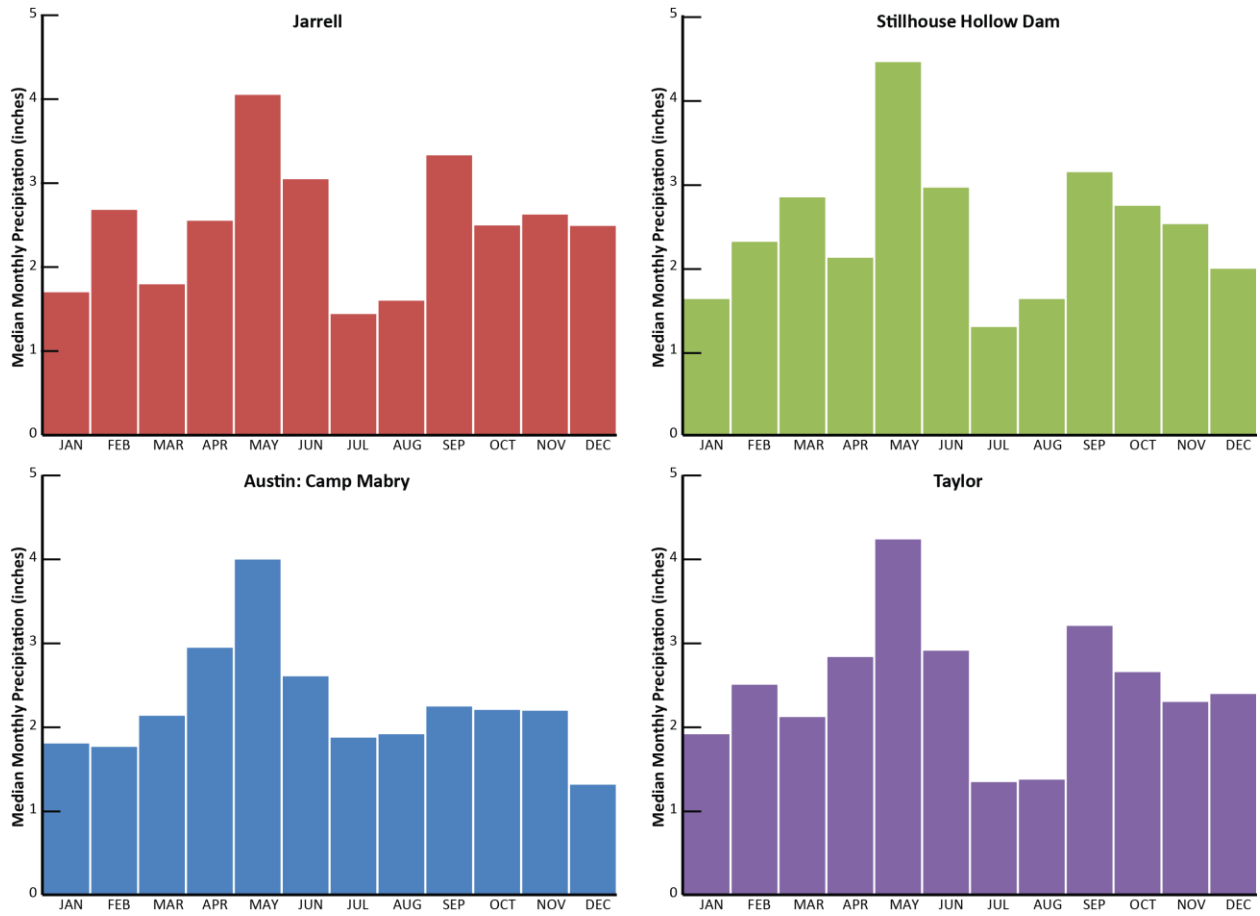 Jarrell
Median Monthly Precipitation (inches)
5
4
3
2
1
0
JAN FEB MAR APR MAY JUN JUL AUG SEP OCT NOV DEC
Stillhouse Hollow Dam
Median Monthly Precipitation (inches)
5
4
3
2
1
0
JAN FEB MAR APR MAY JUN JUL AUG SEP OCT NOV DEC
Austin: Camp Mabry
Median Monthly Precipitation (inches)
5
4
3
2
1
0
JAN FEB MAR APR MAY JUN JUL AUG SEP OCT NOV DEC
Taylor
Median Monthly Precipitation (inches)
5
4
3
2
1
0
JAN FEB MAR APR MAY JUN JUL AUG SEP OCT NOV DEC